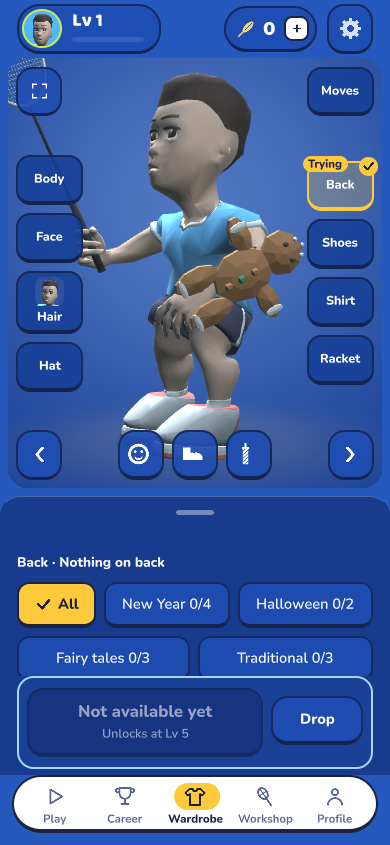 Lv 1
0
+
Moves
Trying
Back
Body
Face
Shoes
Hair
Shirt
Hat
Racket
Back · Nothing on back
All
New Year 0/4
Halloween 0/2
Fairy tales 0/3
Traditional 0/3
Not available yet
Unlocks at Lv 5
Drop
Play
Career
Wardrobe
Workshop
Profile